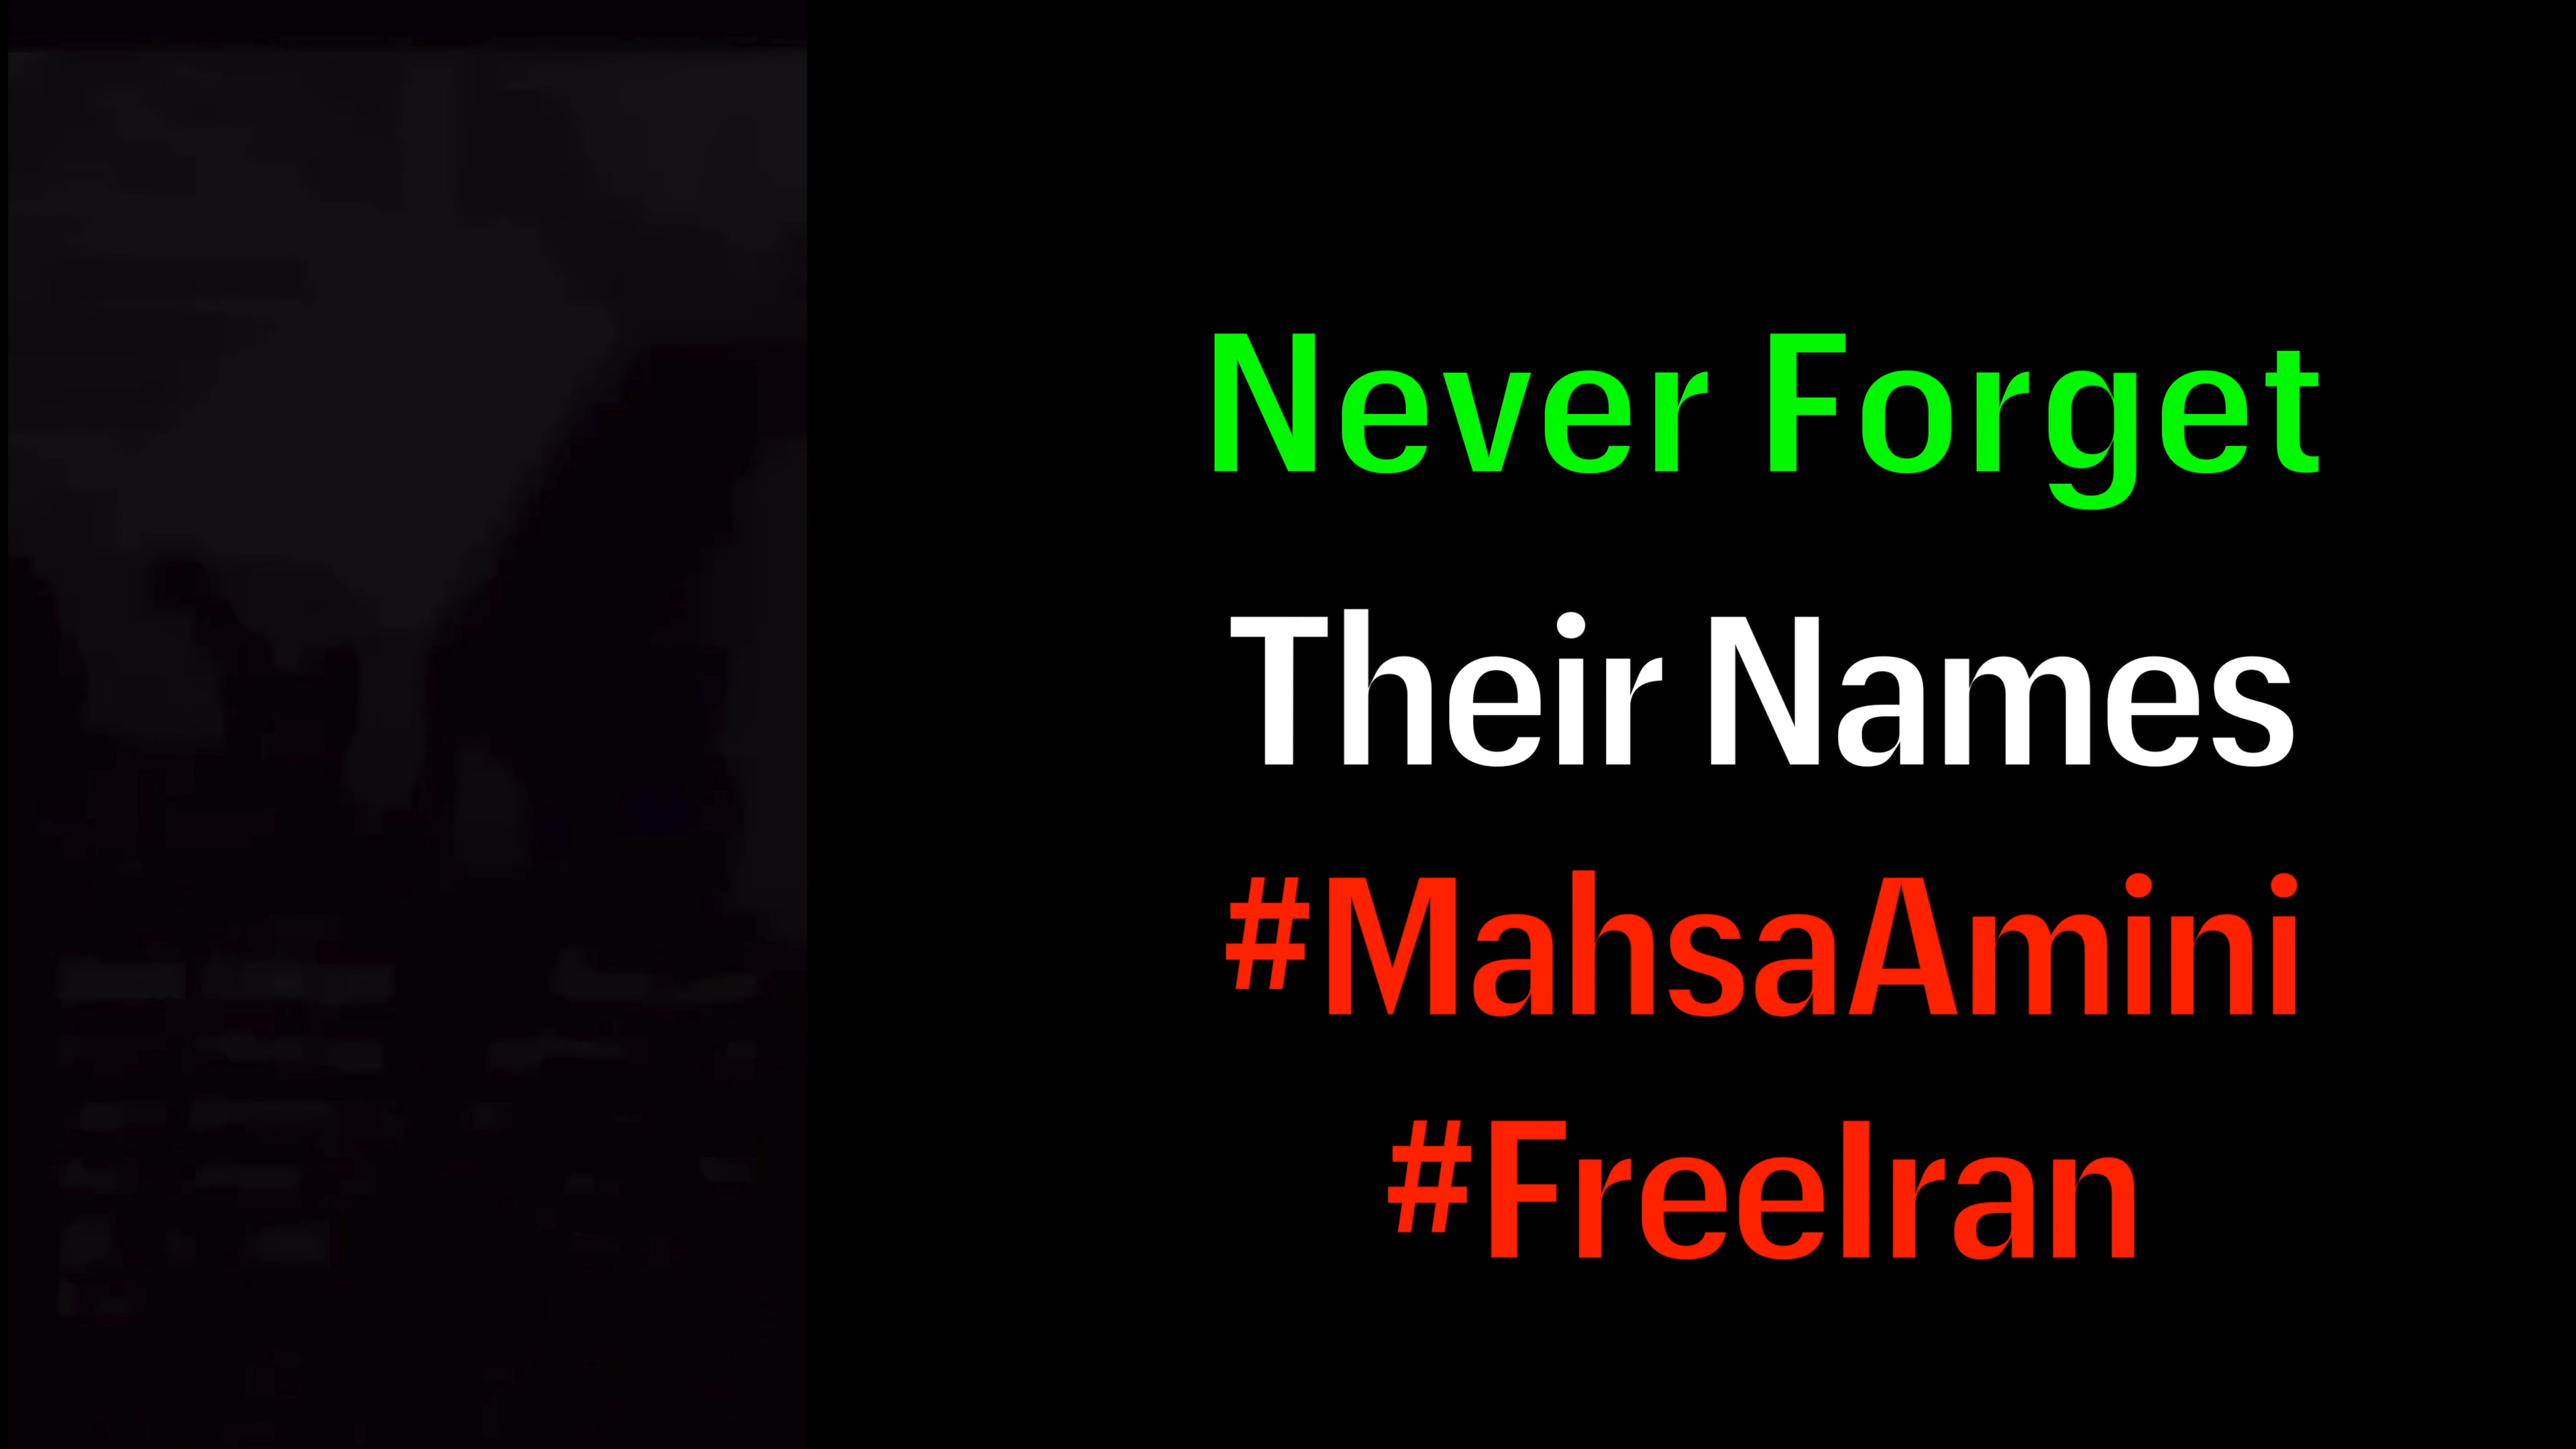 Never Forget
Their Names
#MahsaAmini
#FreeIran